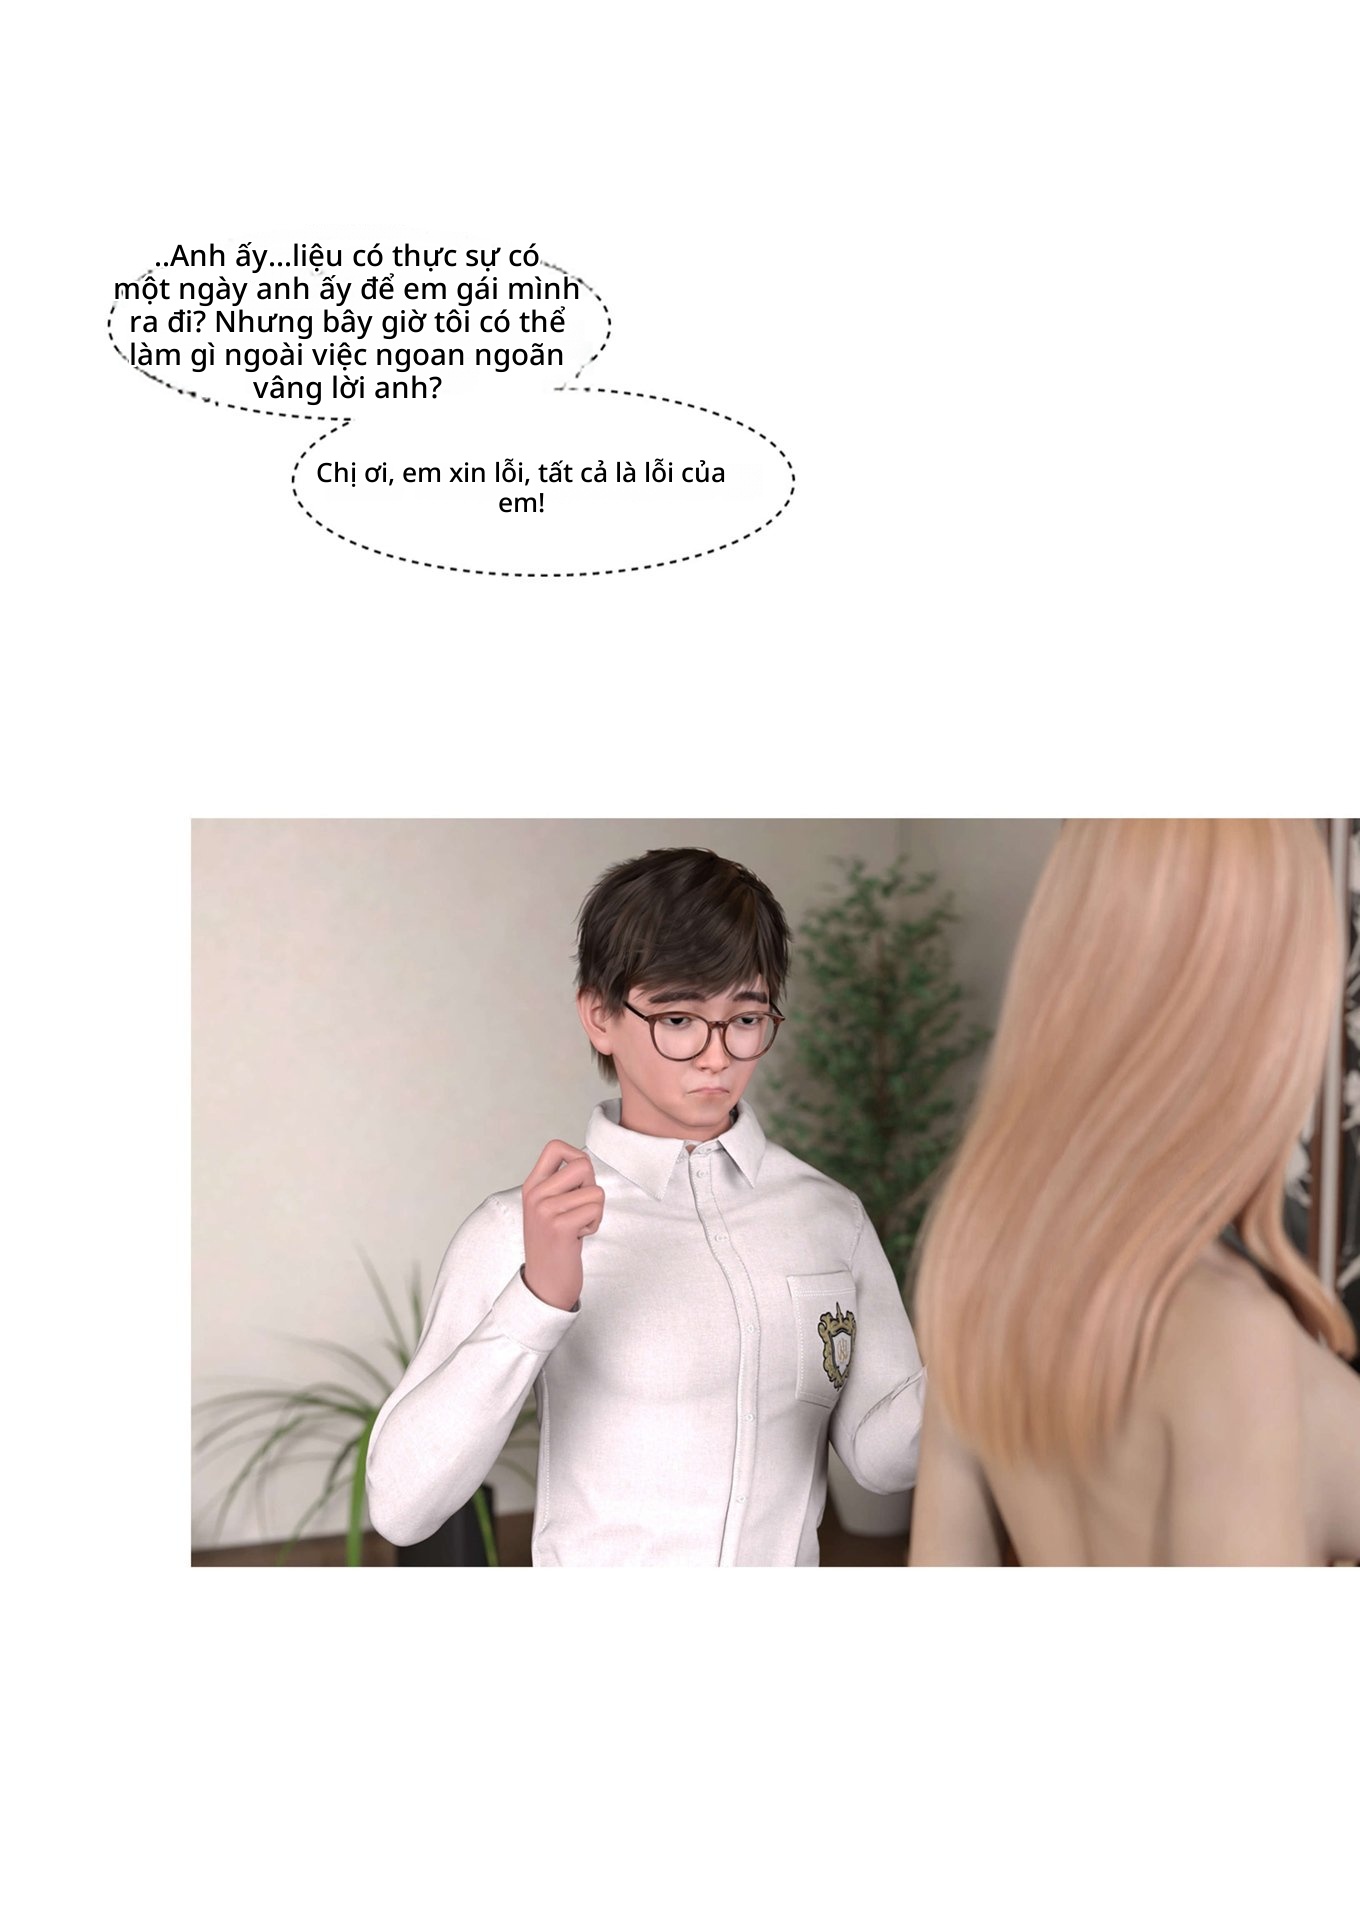 ..Anh ấy...liệu có thực sự có
một ngày anh ấy để em gái mình
ra đi? Nhưng bây giờ tôi có thể
làm gì ngoài việc ngoan ngoãn
vâng lời anh?
Chị ơi, em xin lỗi, tất cả là lỗi của
em!